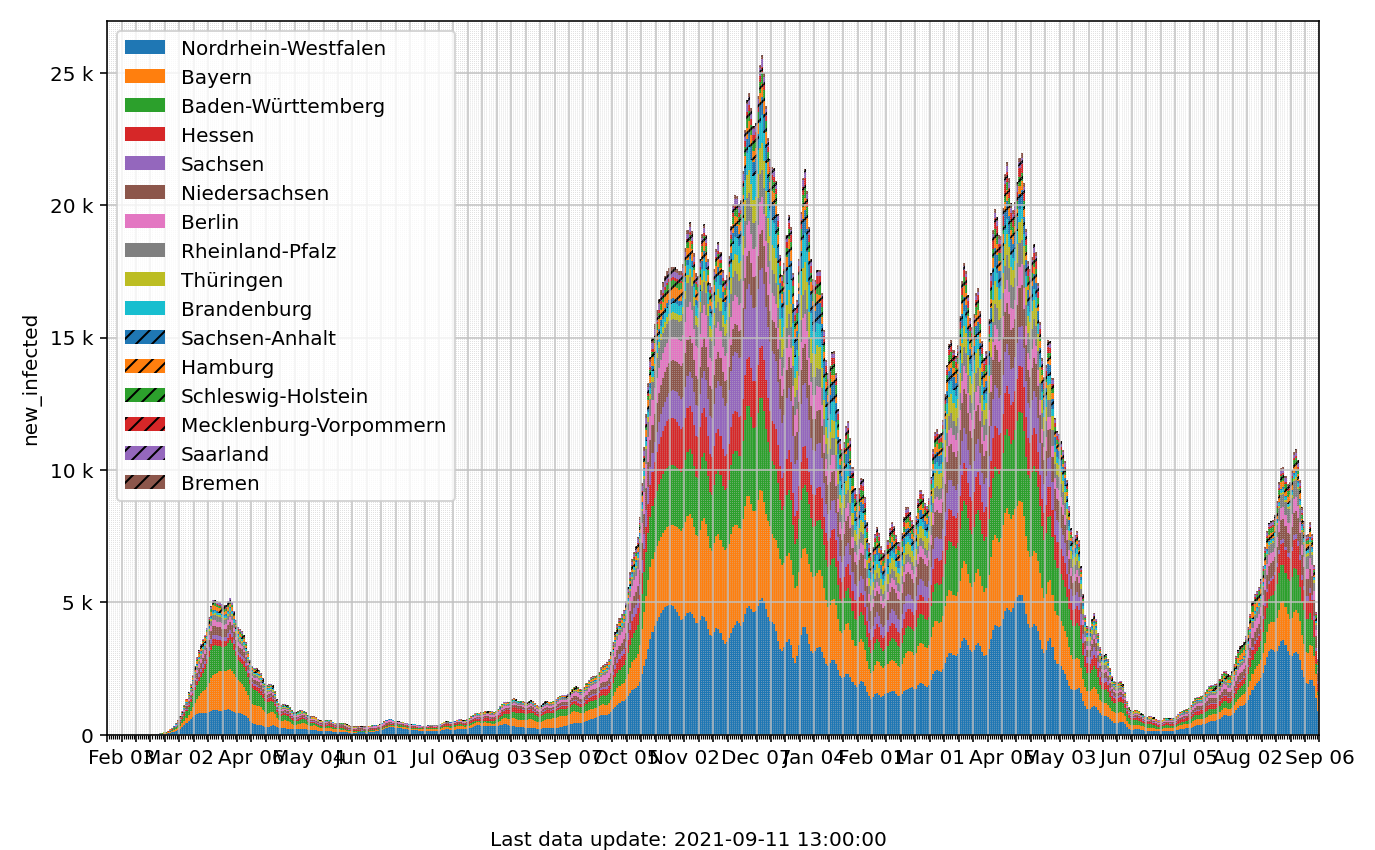 25 k
20 k
15 k
10 k
5 k
0
new_infected
Nordrhein-Westfalen
Bayern
Baden-Württemberg
Hessen
Sachsen
Niedersachsen
Berlin
Rheinland-Pfalz
Thüringen
Brandenburg
Sachsen-Anhalt
Hamburg
Schleswig-Holstein
Mecklenburg-Vorpommern
Saarland
Bremen
Feb 03 Mar 02 Apr 06 May 04 Jun 01 Jul 06 Aug 03 Sep 07 Oct 05 Nov 02 Dec 07 Jan 04 Feb 01 Mar 01 Apr 05 May 03 Jun 07 Jul 05 Aug 02 Sep 06
Last data update: 2021-09-11 13:00:00